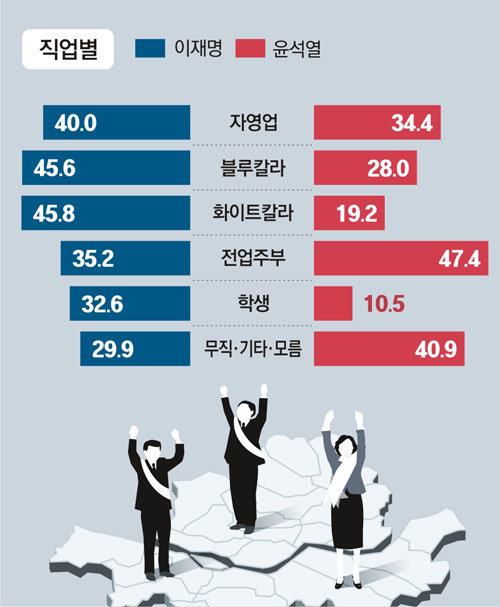 직업별 이재명 윤석열
40.0 자영업 34.4
45.6 블루칼라 28.0
45.8 화이트칼라 19.2
35.2 전업주부 47.4
32.6 학생 10.5
29.9 무직·기타·모름 40.9